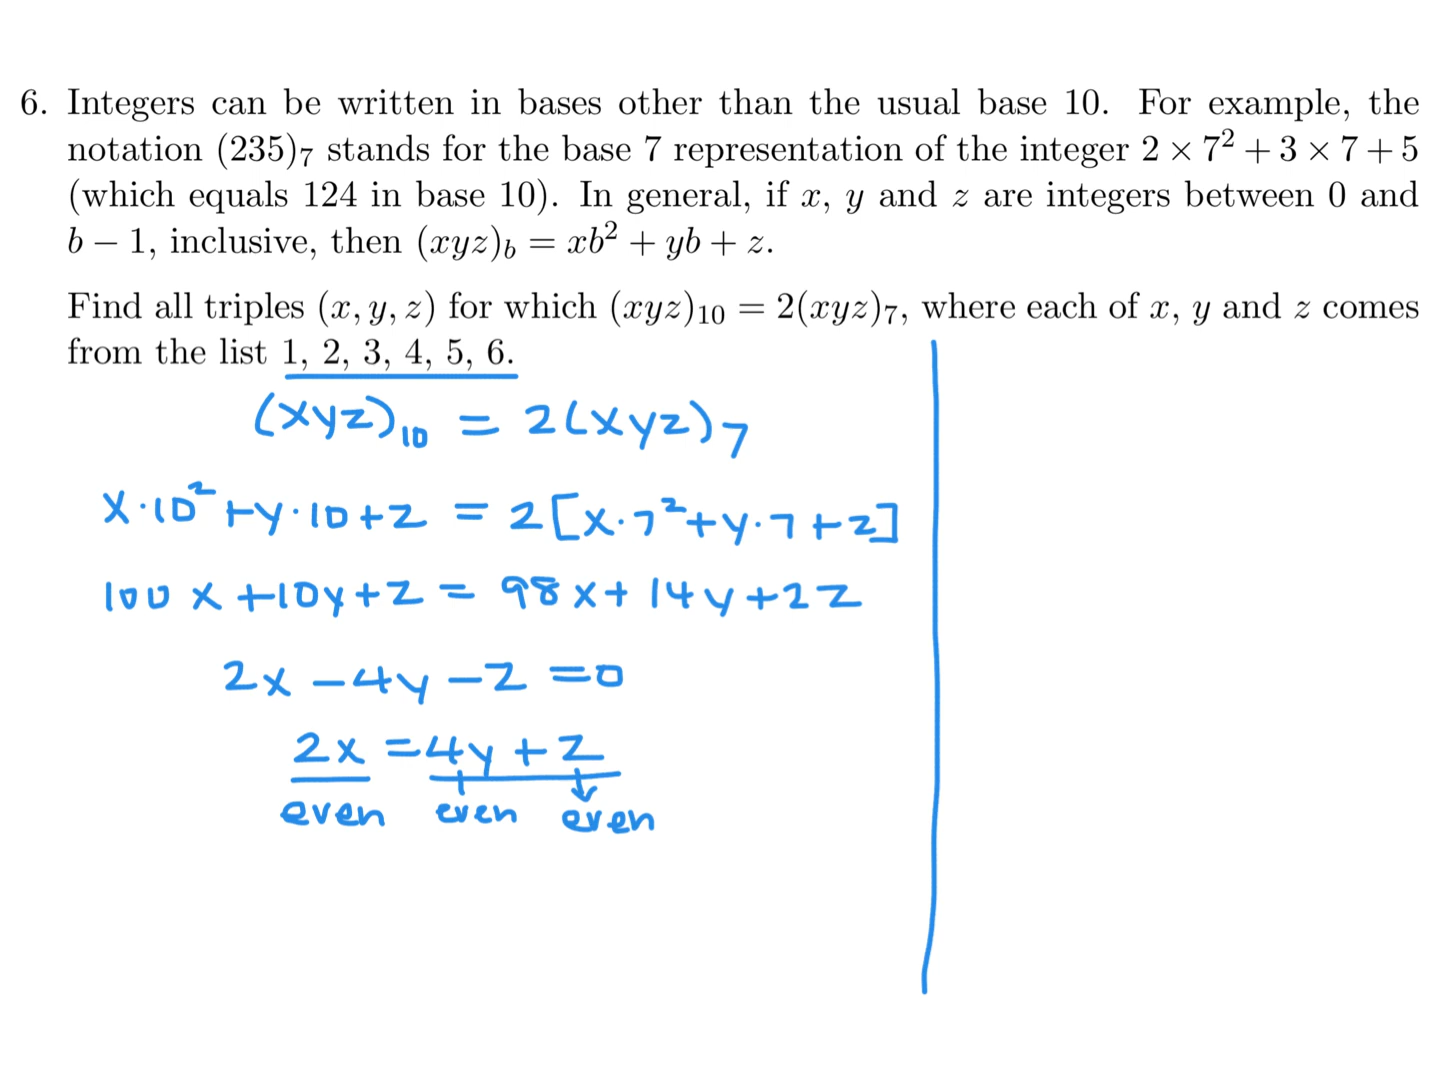 6. Integers can be written in bases other than the usual base 10. For example, the
notation (235)₇ stands for the base 7 representation of the integer 2 × 7² + 3 × 7 + 5
(which equals 124 in base 10). In general, if x, y and z are integers between 0 and
b − 1, inclusive, then (xyz)_b = xb² + yb + z.
Find all triples (x, y, z) for which (xyz)₁₀ = 2(xyz)₇, where each of x, y and z comes
from the list 1, 2, 3, 4, 5, 6.
(xyz)₁₀ = 2(xyz)₇
x·10² + y·10 + z = 2[x·7² + y·7 + z]
100x + 10y + z = 98x + 14y + 2z
2x − 4y − z = 0
2x = 4y + z
even even even